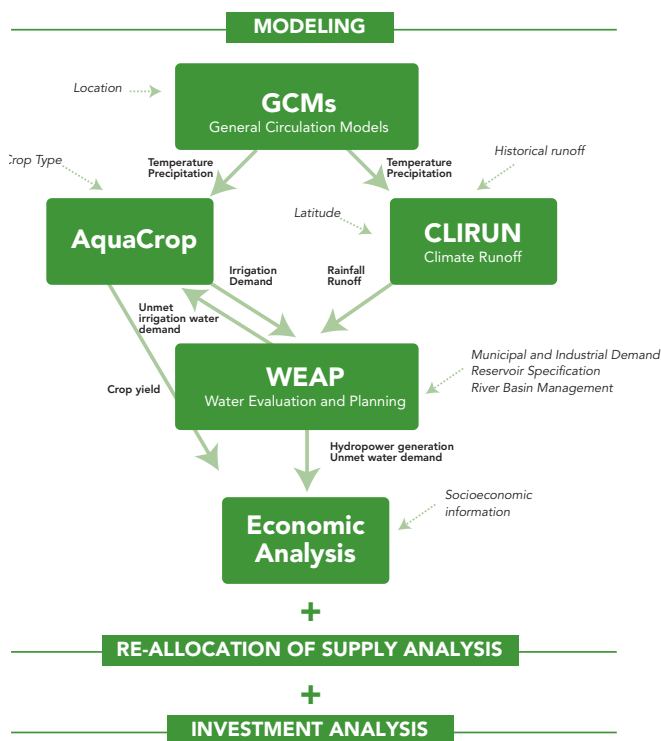 MODELING
Location
GCMs
General Circulation Models
Crop Type
Temperature
Precipitation
Temperature
Precipitation
Historical runoff
AquaCrop
Latitude
CLIRUN
Climate Runoff
Irrigation
Demand
Rainfall
Runoff
Unmet
irrigation water
demand
WEAP
Water Evaluation and Planning
Municipal and Industrial Demand
Reservoir Specification
River Basin Management
Crop yield
Hydropower generation
Unmet water demand
Economic
Analysis
Socioeconomic
information
+
RE-ALLOCATION OF SUPPLY ANALYSIS
+
INVESTMENT ANALYSIS